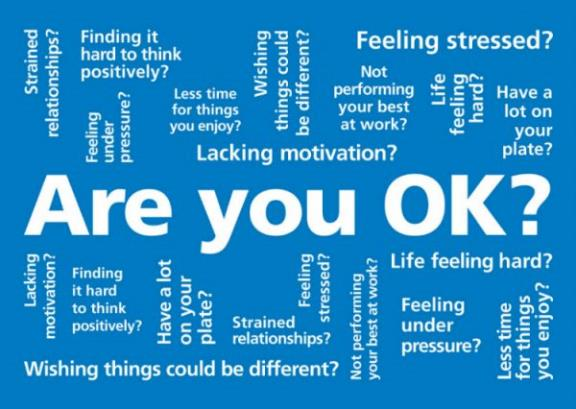 Strained
relationships?
Finding it
hard to think
positively?
Feeling
under
pressure?
Less time
for things
you enjoy?
Wishing
things could
be different?
Feeling stressed?
Not
performing
your best
at work?
Life
feeling
hard?
Have a
lot on
your
plate?
Lacking motivation?
Are you OK?
Lacking
motivation?
Finding
it hard
to think
positively?
Have a lot
on your
plate?
Strained
relationships?
Feeling
stressed?
Not performing
your best at work?
Life feeling hard?
Feeling
under
pressure?
Less time
for things
you enjoy?
Wishing things could be different?